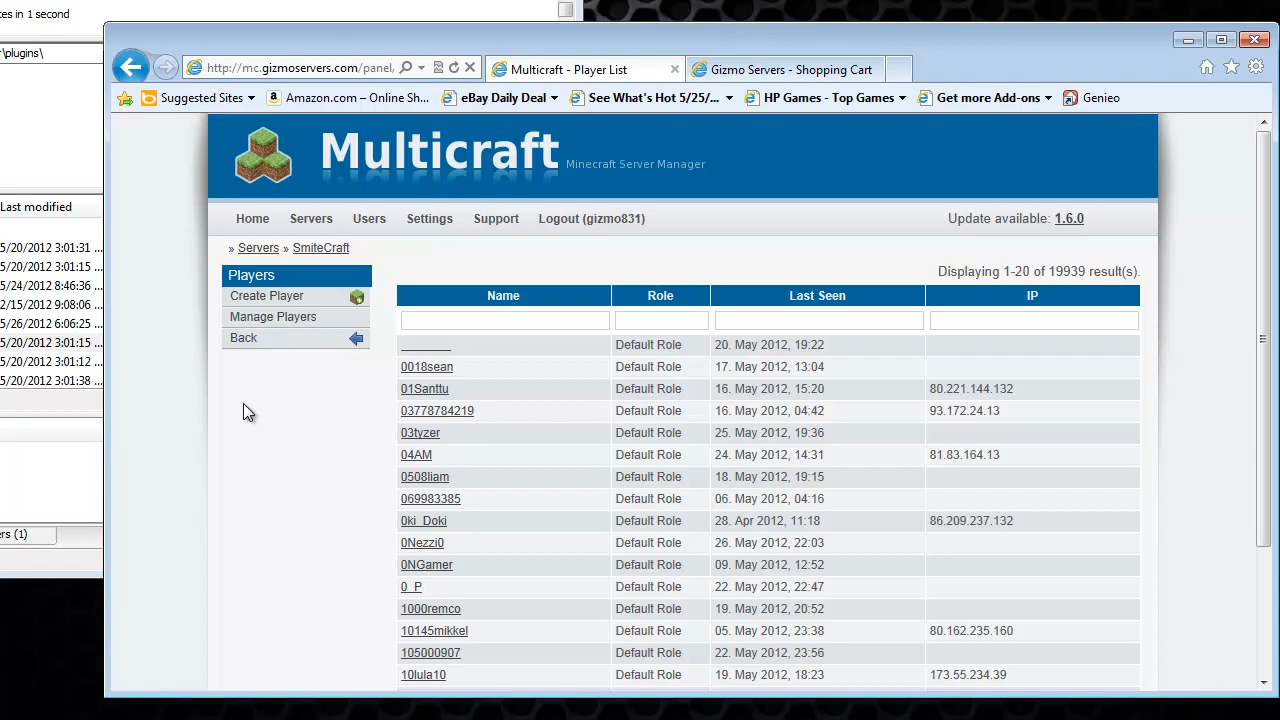 es in 1 second
r\plugins\
Last modified
5/20/2012 3:01:31 ...
5/20/2012 3:01:15 ...
5/24/2012 8:46:36 ...
2/15/2012 9:08:06 ...
5/26/2012 6:06:25 ...
5/20/2012 3:01:15 ...
5/20/2012 3:01:12 ...
5/20/2012 3:01:38 ...
ers (1)
http://mc.gizmoservers.com/panel/
Multicraft - Player List
Gizmo Servers - Shopping Cart
Suggested Sites
Amazon.com – Online Sh...
eBay Daily Deal
See What's Hot 5/25/...
HP Games - Top Games
Get more Add-ons
Genieo
Multicraft Minecraft Server Manager
Home Servers Users Settings Support Logout (gizmo831) Update available: 1.6.0
» Servers » SmiteCraft
Players
Create Player
Manage Players
Back
Displaying 1-20 of 19939 result(s).
Name Role Last Seen IP
_______ Default Role 20. May 2012, 19:22
0018sean Default Role 17. May 2012, 13:04
01Santtu Default Role 16. May 2012, 15:20 80.221.144.132
03778784219 Default Role 16. May 2012, 04:42 93.172.24.13
03tyzer Default Role 25. May 2012, 19:36
04AM Default Role 24. May 2012, 14:31 81.83.164.13
0508liam Default Role 18. May 2012, 19:15
069983385 Default Role 06. May 2012, 04:16
0ki_Doki Default Role 28. Apr 2012, 11:18 86.209.237.132
0Nezzi0 Default Role 26. May 2012, 22:03
0NGamer Default Role 09. May 2012, 12:52
0_P Default Role 22. May 2012, 22:47
1000remco Default Role 19. May 2012, 20:52
10145mikkel Default Role 05. May 2012, 23:38 80.162.235.160
105000907 Default Role 22. May 2012, 23:56
10lula10 Default Role 19. May 2012, 18:23 173.55.234.39